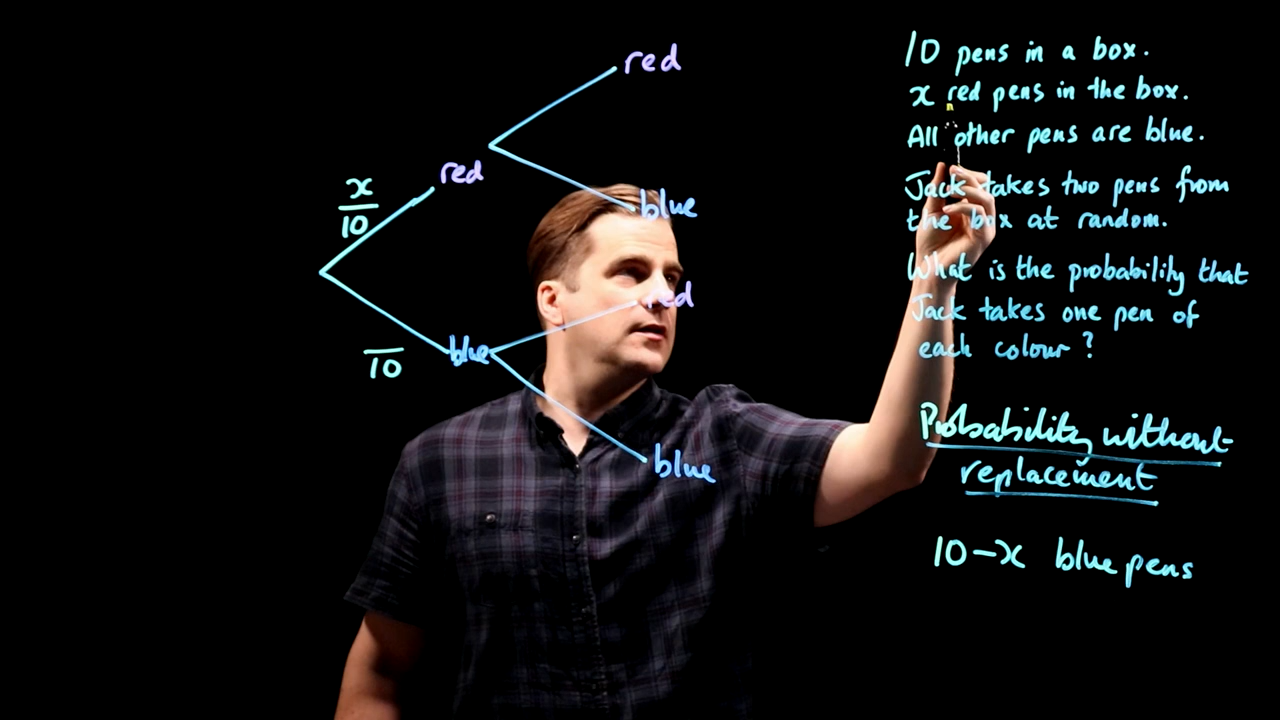 red
red
x
10
blue
red
10
blue
blue
10 pens in a box.
x red pens in the box.
All other pens are blue.
Jack takes two pens from
the box at random.
What is the probability that
Jack takes one pen of
each colour?
Probability without
replacement
10-x blue pens